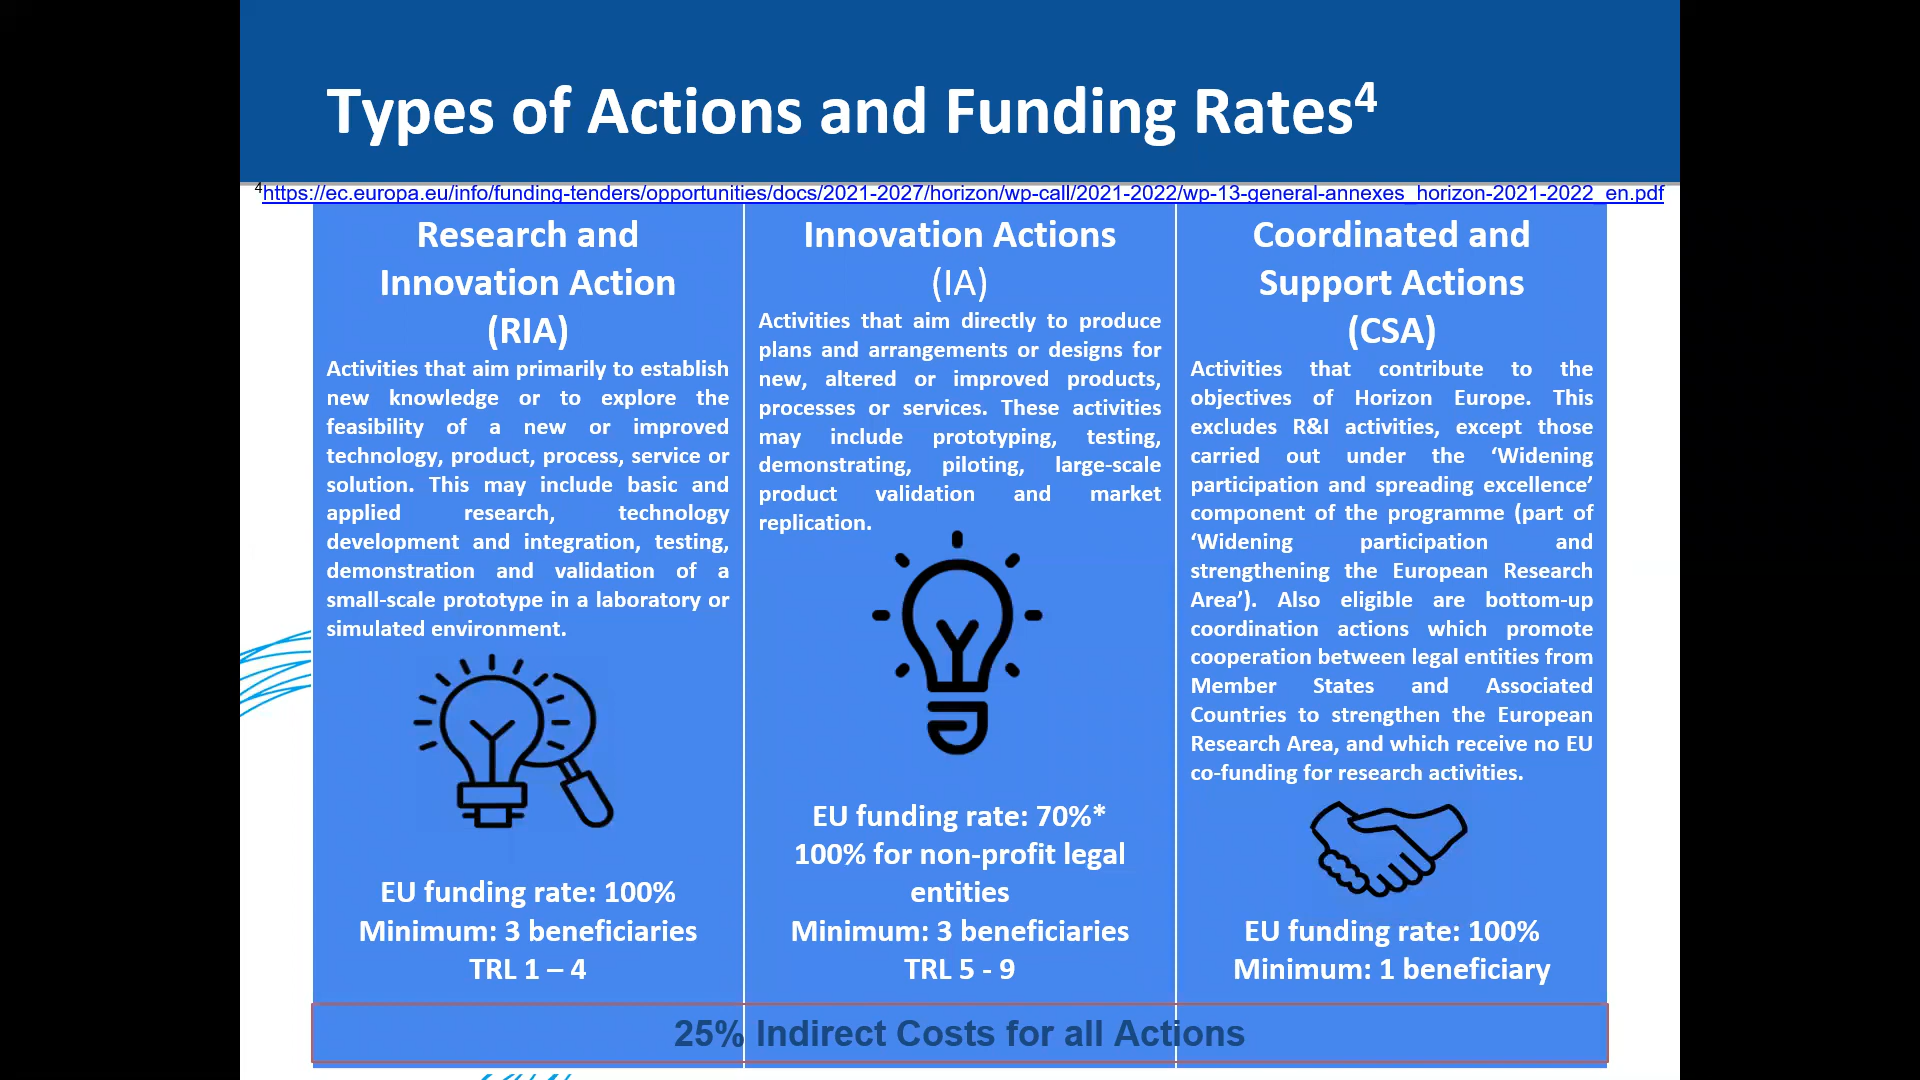 Types of Actions and Funding Rates⁴
⁴https://ec.europa.eu/info/funding-tenders/opportunities/docs/2021-2027/horizon/wp-call/2021-2022/wp-13-general-annexes_horizon-2021-2022_en.pdf
Research and
Innovation Action
(RIA)
Activities that aim primarily to establish
new knowledge or to explore the
feasibility of a new or improved
technology, product, process, service or
solution. This may include basic and
applied research, technology
development and integration, testing,
demonstration and validation of a
small-scale prototype in a laboratory or
simulated environment.
EU funding rate: 100%
Minimum: 3 beneficiaries
TRL 1 – 4
Innovation Actions
(IA)
Activities that aim directly to produce
plans and arrangements or designs for
new, altered or improved products,
processes or services. These activities
may include prototyping, testing,
demonstrating, piloting, large-scale
product validation and market
replication.
EU funding rate: 70%*
100% for non-profit legal
entities
Minimum: 3 beneficiaries
TRL 5 - 9
Coordinated and
Support Actions
(CSA)
Activities that contribute to the
objectives of Horizon Europe. This
excludes R&I activities, except those
carried out under the ‘Widening
participation and spreading excellence’
component of the programme (part of
‘Widening participation and
strengthening the European Research
Area’). Also eligible are bottom-up
coordination actions which promote
cooperation between legal entities from
Member States and Associated
Countries to strengthen the European
Research Area, and which receive no EU
co-funding for research activities.
EU funding rate: 100%
Minimum: 1 beneficiary
25% Indirect Costs for all Actions